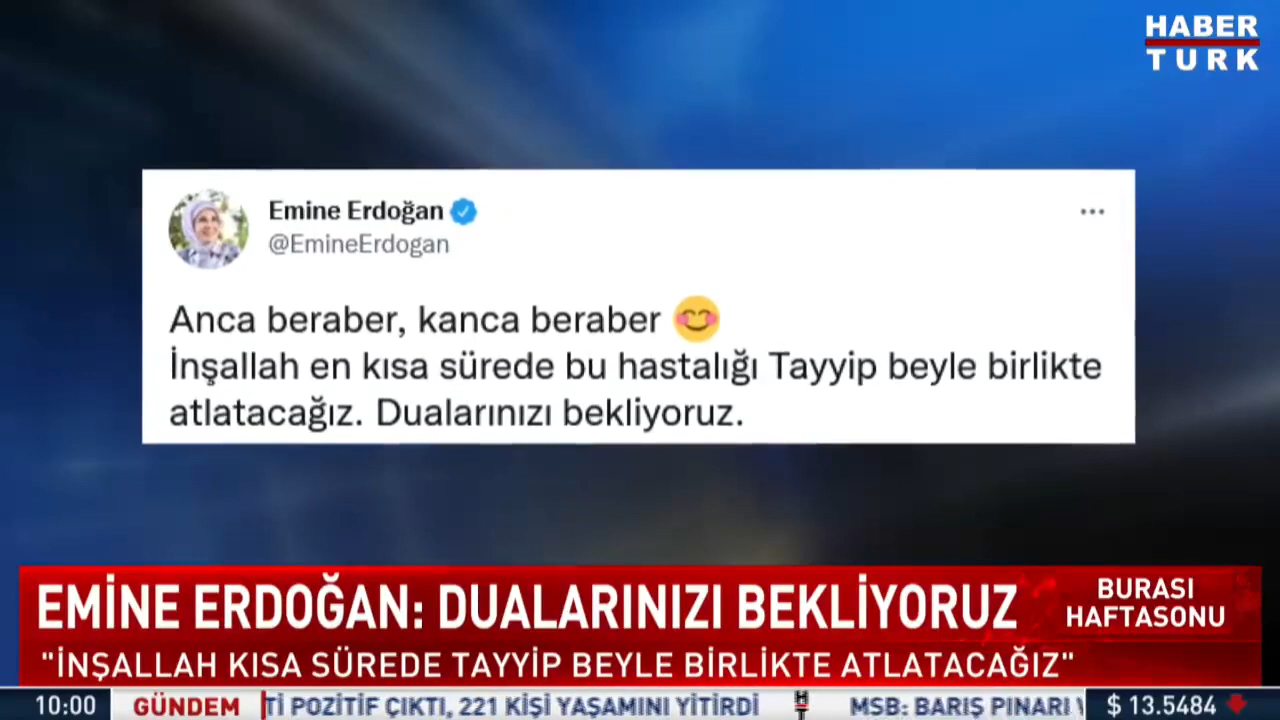 HABER
TURK
Emine Erdoğan
@EmineErdogan
Anca beraber, kanca beraber 😊
İnşallah en kısa sürede bu hastalığı Tayyip beyle birlikte
atlatacağız. Dualarınızı bekliyoruz.
EMİNE ERDOĞAN: DUALARINIZI BEKLİYORUZ
BURASI
HAFTASONU
"İNŞALLAH KISA SÜREDE TAYYİP BEYLE BİRLİKTE ATLATACAĞIZ"
10:00 GÜNDEM Tİ POZİTİF ÇIKTI, 221 KİŞİ YAŞAMINI YİTİRDİ MSB: BARIŞ PINARI $ 13.5484